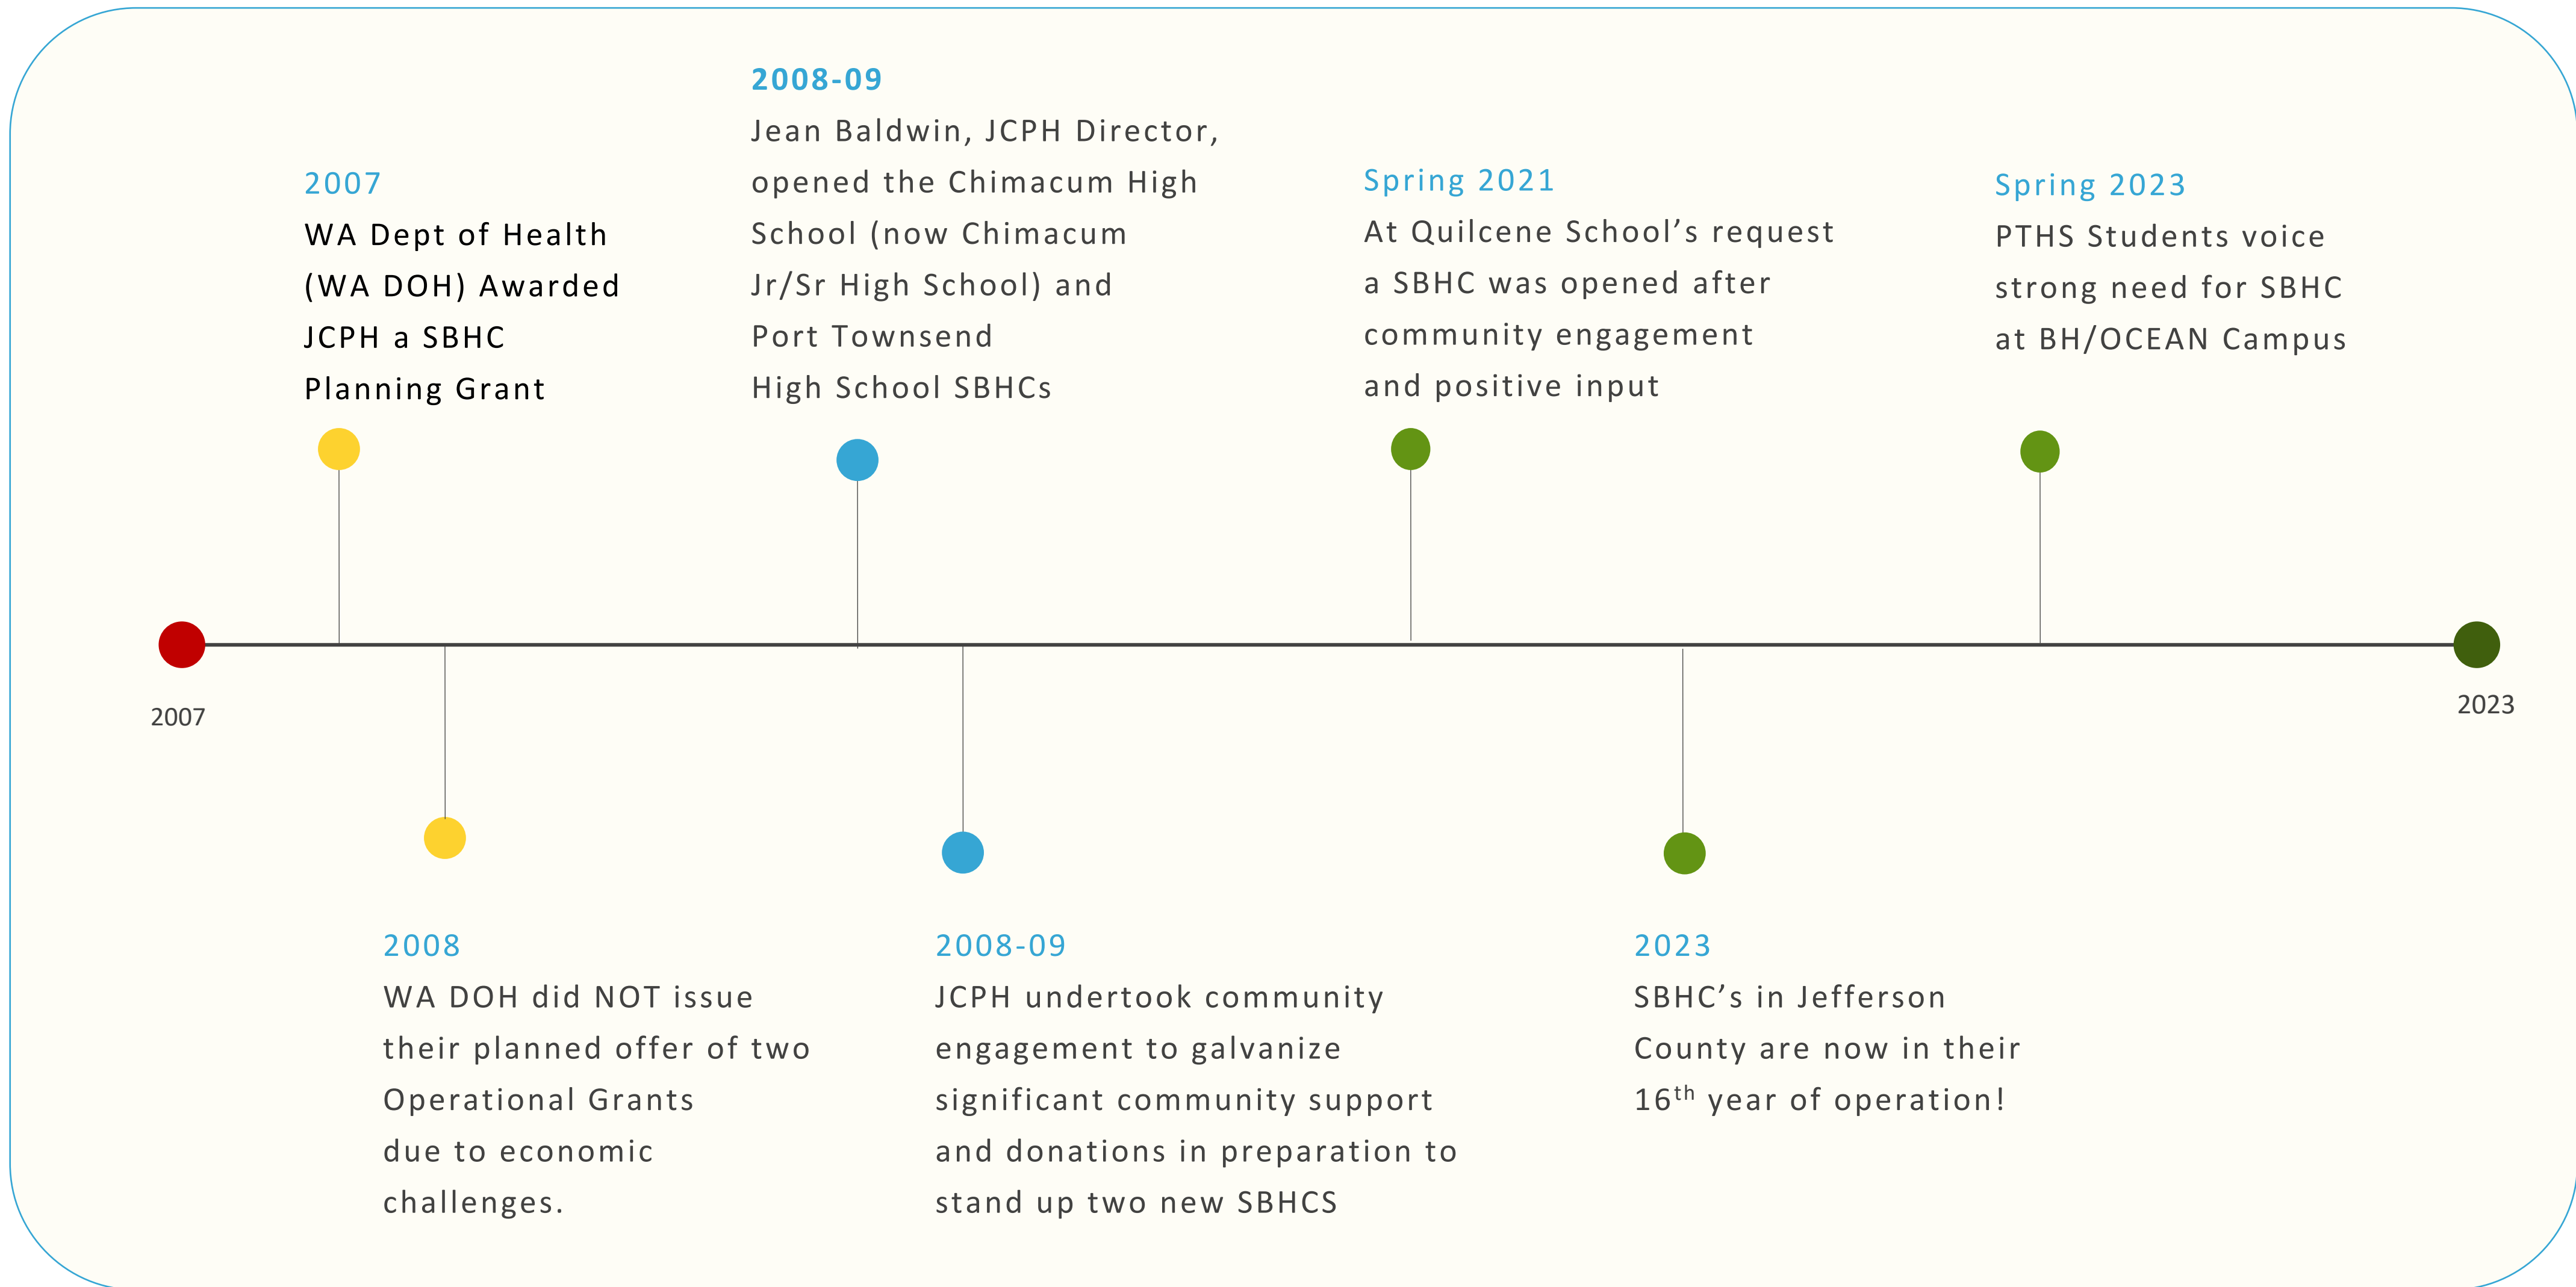 2007
WA Dept of Health
(WA DOH) Awarded
JCPH a SBHC
Planning Grant
2008-09
Jean Baldwin, JCPH Director,
opened the Chimacum High
School (now Chimacum
Jr/Sr High School) and
Port Townsend
High School SBHCs
Spring 2021
At Quilcene School’s request
a SBHC was opened after
community engagement
and positive input
Spring 2023
PTHS Students voice
strong need for SBHC
at BH/OCEAN Campus
2007
2023
2008
WA DOH did NOT issue
their planned offer of two
Operational Grants
due to economic
challenges.
2008-09
JCPH undertook community
engagement to galvanize
significant community support
and donations in preparation to
stand up two new SBHCS
2023
SBHC’s in Jefferson
County are now in their
16th year of operation!